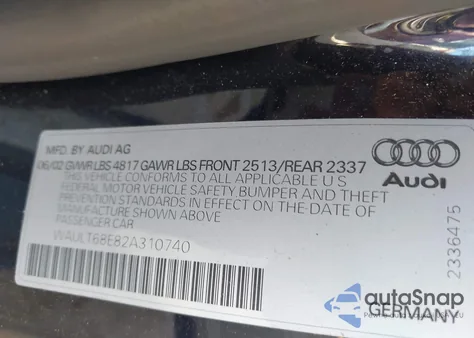 MFD. BY AUDI AG
06/02 GVWR LBS 4817 GAWR LBS FRONT 2513/REAR 2337
THIS VEHICLE CONFORMS TO ALL APPLICABLE U S
FEDERAL MOTOR VEHICLE SAFETY BUMPER AND THEFT
PREVENTION STANDARDS IN EFFECT ON THE DATE OF
MANUFACTURE SHOWN ABOVE
PASSENGER CAR
WAULT68E82A310740
Audi
2336475
GERMANY
autoSnap